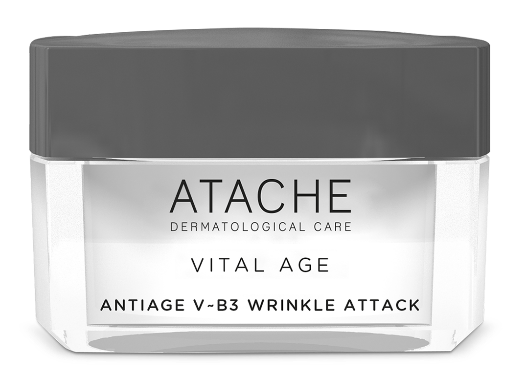 ATACHE
DERMATOLOGICAL CARE
VITAL AGE
ANTIAGE V~B3 WRINKLE ATTACK